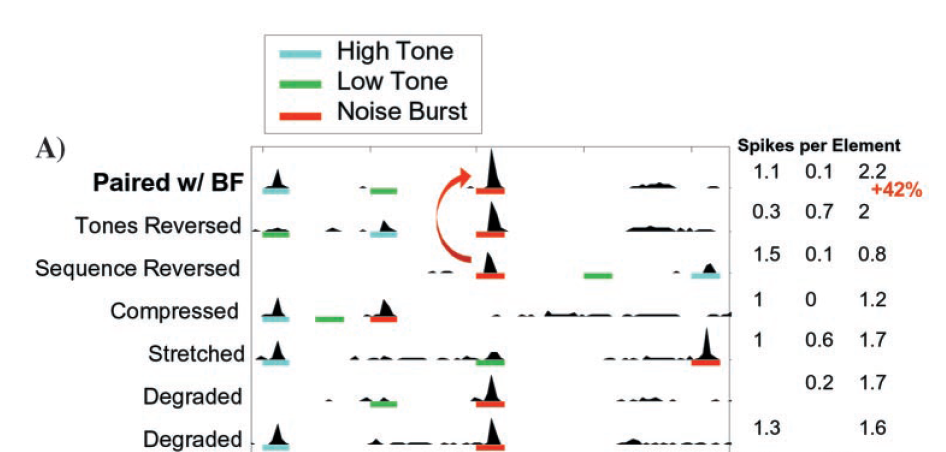 High Tone
Low Tone
Noise Burst
A)
Spikes per Element
Paired w/ BF 1.1 0.1 2.2
+42%
Tones Reversed 0.3 0.7 2
Sequence Reversed 1.5 0.1 0.8
Compressed 1 0 1.2
Stretched 1 0.6 1.7
Degraded 0.2 1.7
Degraded 1.3 1.6